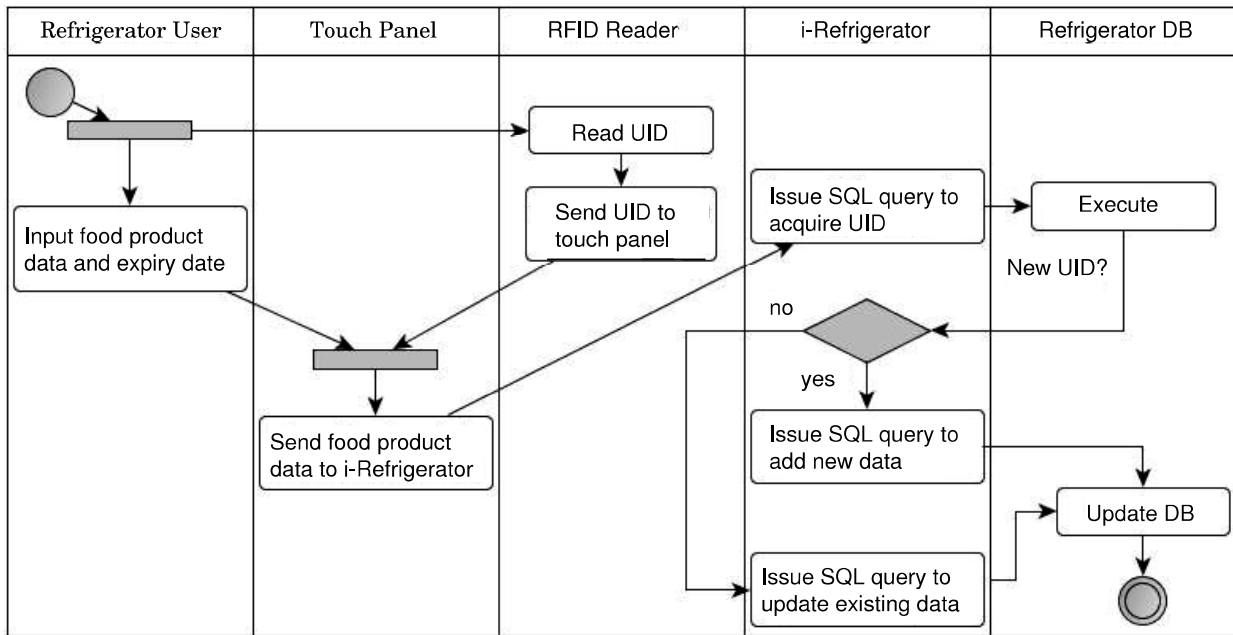 Refrigerator User
Touch Panel
RFID Reader
i-Refrigerator
Refrigerator DB
Read UID
Send UID to
touch panel
Input food product
data and expiry date
Issue SQL query to
acquire UID
Execute
New UID?
no
yes
Send food product
data to i-Refrigerator
Issue SQL query to
add new data
Update DB
Issue SQL query to
update existing data